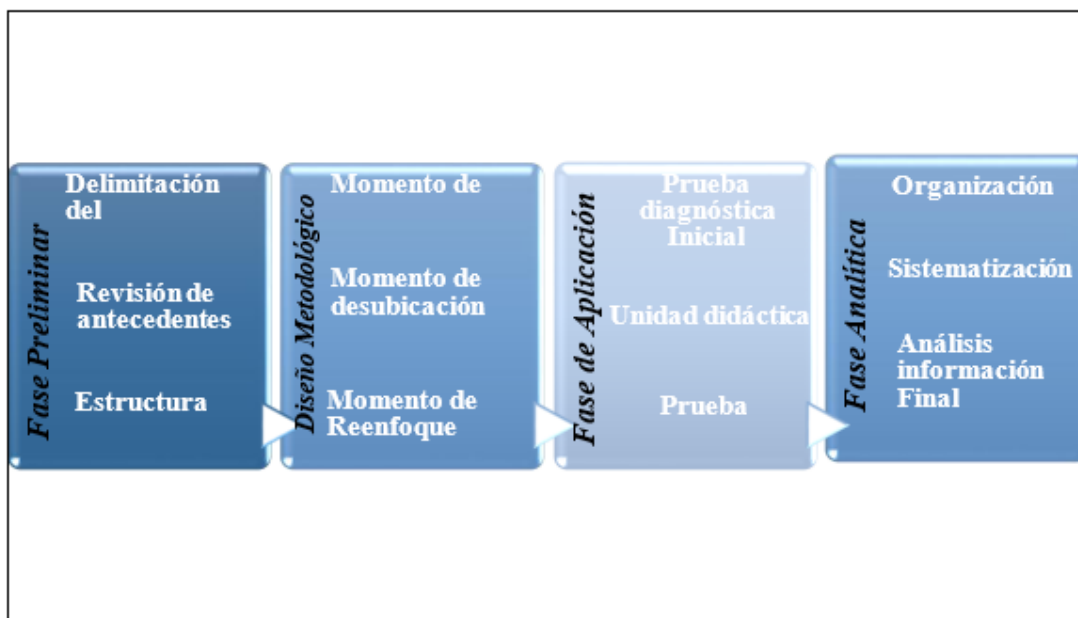 Fase Preliminar
Delimitación
del
Revisión de
antecedentes
Estructura
Diseño Metodológico
Momento de
Momento de
desubicación
Momento de
Reenfoque
Fase de Aplicación
Prueba
diagnóstica
Inicial
Unidad didáctica
Prueba
Fase Analítica
Organización
Sistematización
Análisis
información
Final